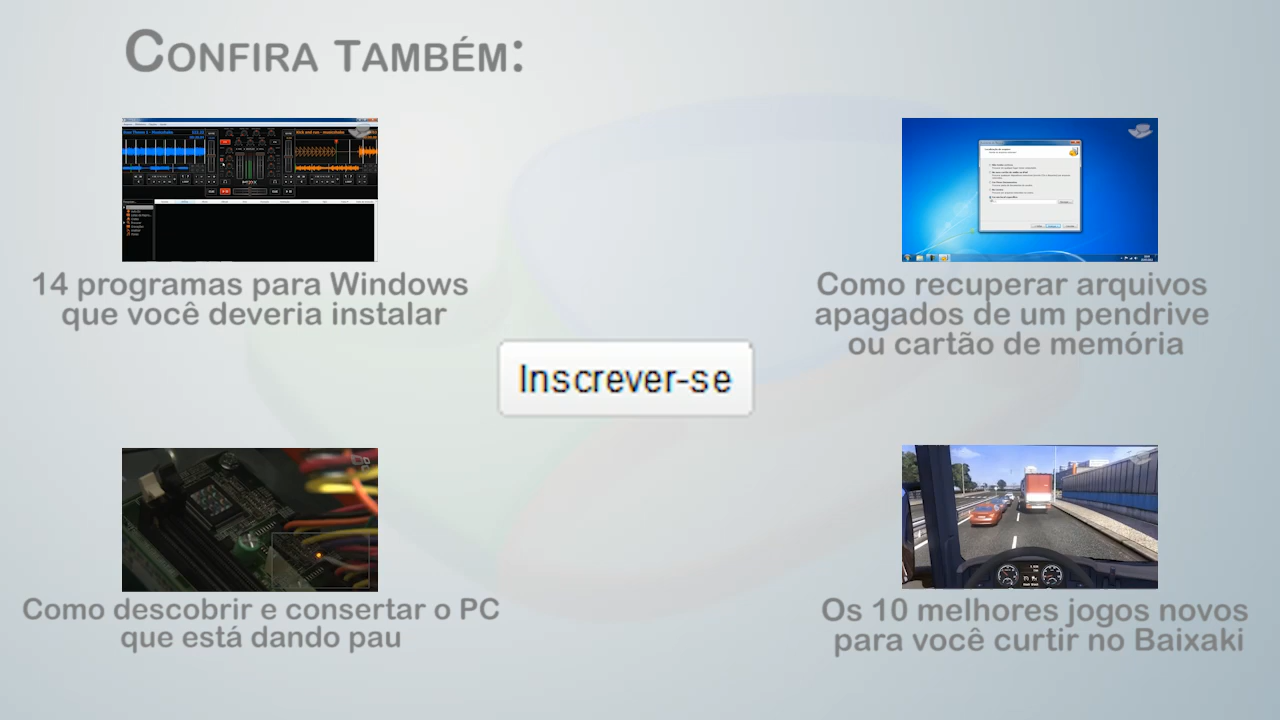 Confira Também:
14 programas para Windows
que você deveria instalar
Como recuperar arquivos
apagados de um pendrive
ou cartão de memória
Inscrever-se
Como descobrir e consertar o PC
que está dando pau
Os 10 melhores jogos novos
para você curtir no Baixaki